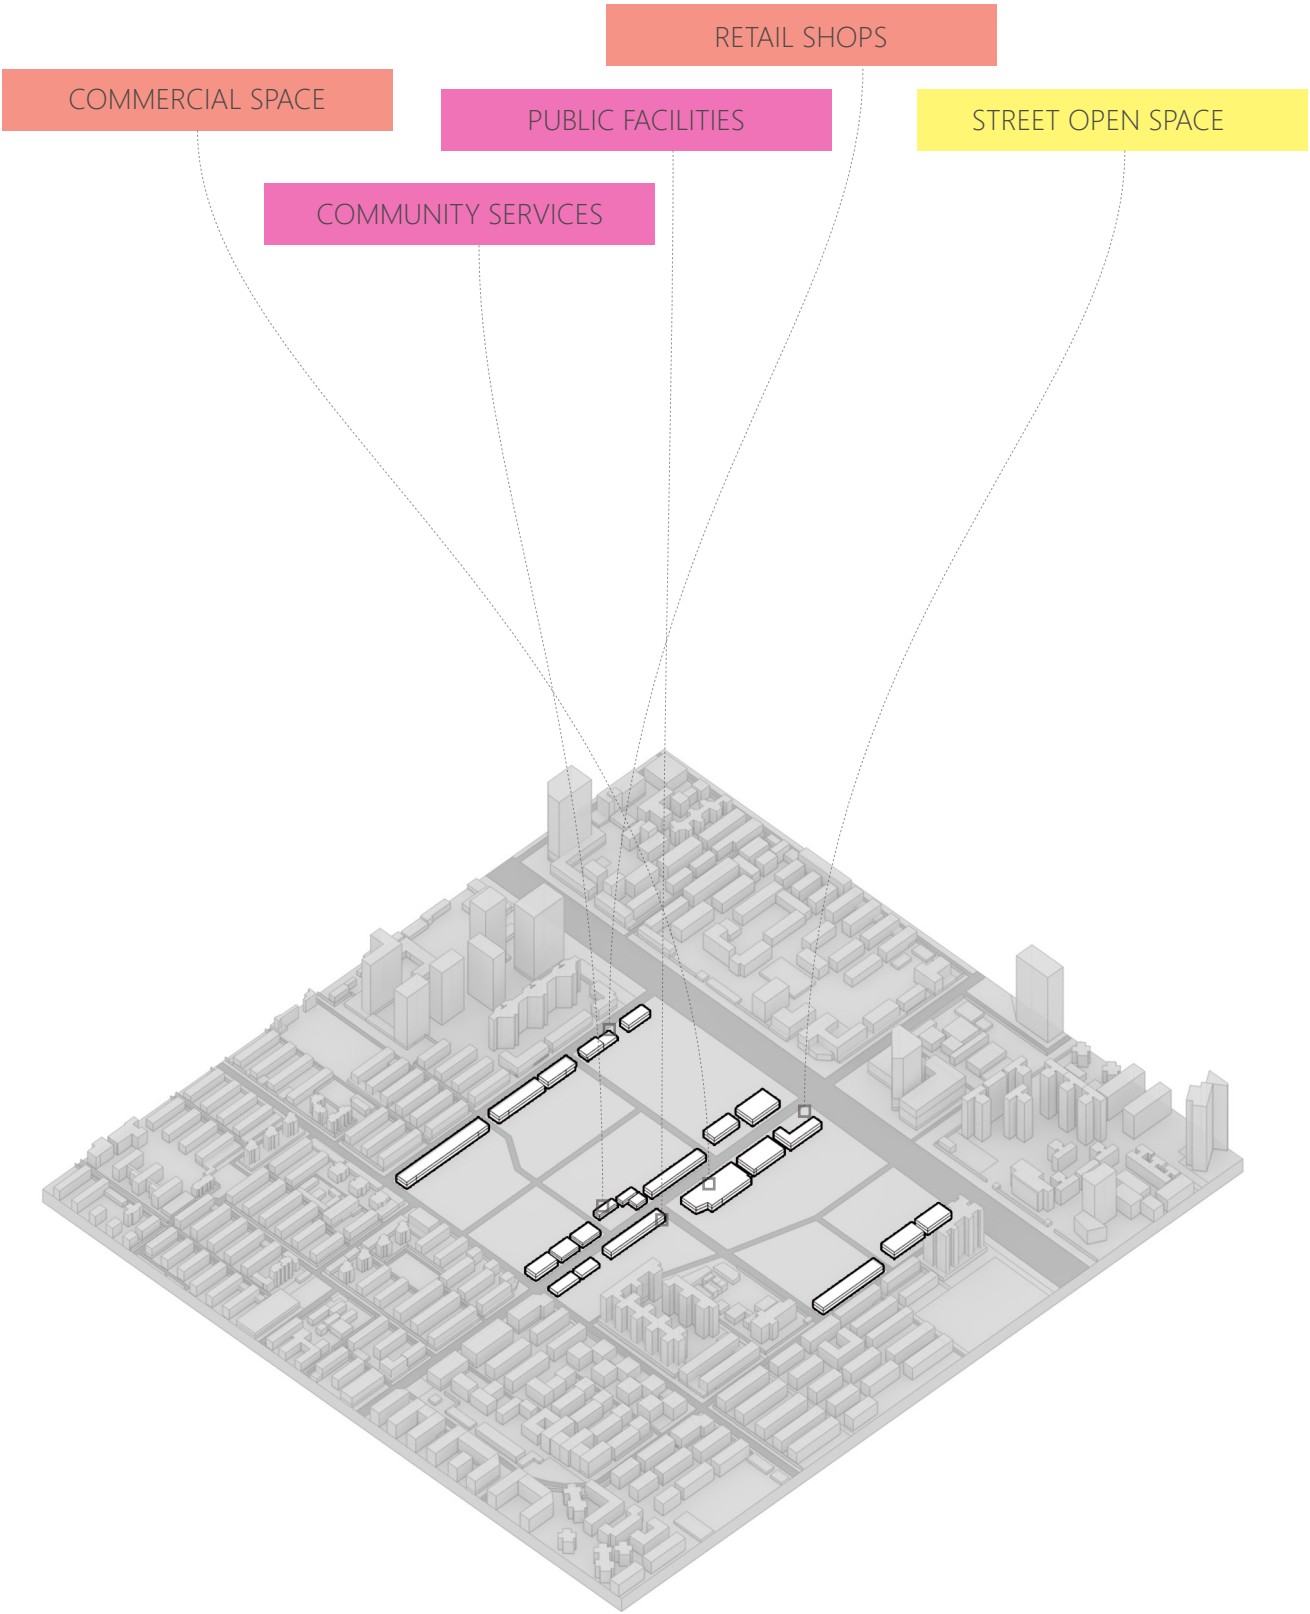 RETAIL SHOPS
COMMERCIAL SPACE
PUBLIC FACILITIES
STREET OPEN SPACE
COMMUNITY SERVICES